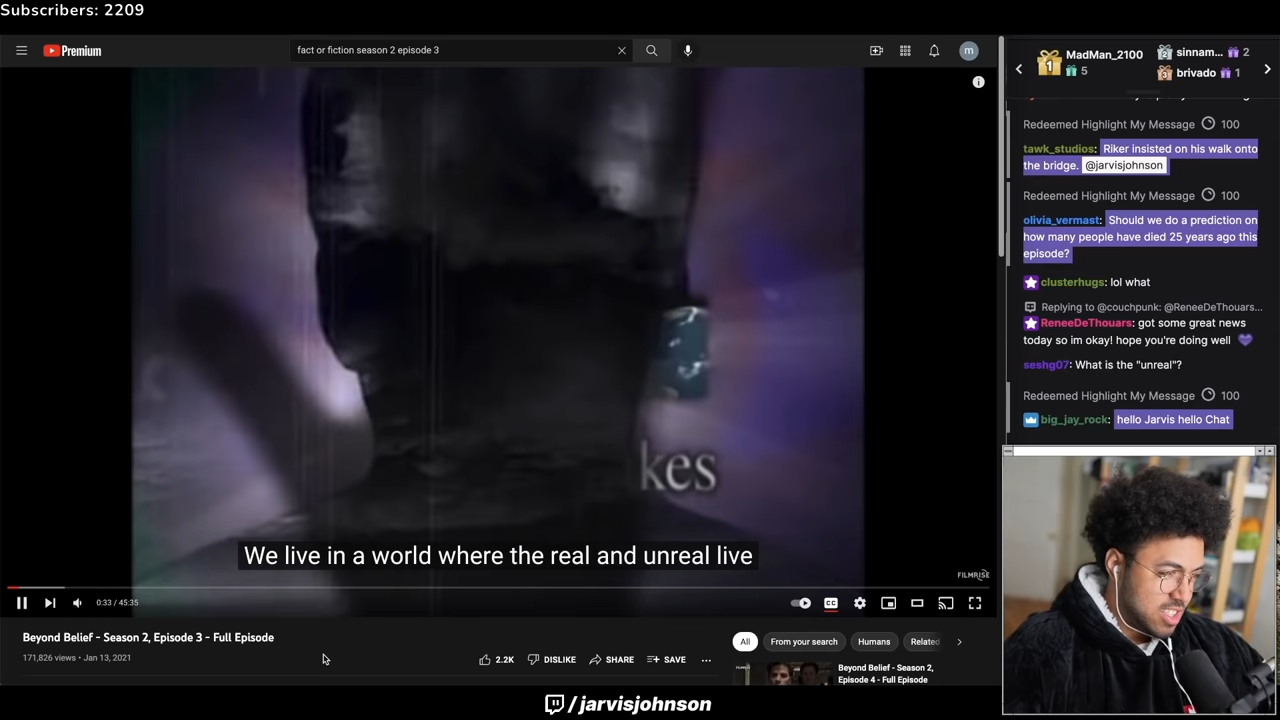 Subscribers: 2209
Premium
fact or fiction season 2 episode 3
m
kes
We live in a world where the real and unreal live
FILMRISE
0:33 / 45:35
CC
Beyond Belief - Season 2, Episode 3 - Full Episode
171,826 views • Jan 13, 2021
2.2K
DISLIKE
SHARE
SAVE
All
From your search
Humans
Related
Beyond Belief - Season 2,
Episode 4 - Full Episode
1
MadMan_2100
5
2
sinnam...
2
3
brivado
1
Redeemed Highlight My Message 100
tawk_studios: Riker insisted on his walk onto
the bridge. @jarvisjohnson
Redeemed Highlight My Message 100
olivia_vermast: Should we do a prediction on
how many people have died 25 years ago this
episode?
clusterhugs: lol what
Replying to @couchpunk: @ReneeDeThouars...
ReneeDeThouars: got some great news
today so im okay! hope you're doing well
seshg07: What is the "unreal"?
Redeemed Highlight My Message 100
big_jay_rock: hello Jarvis hello Chat
/jarvisjohnson